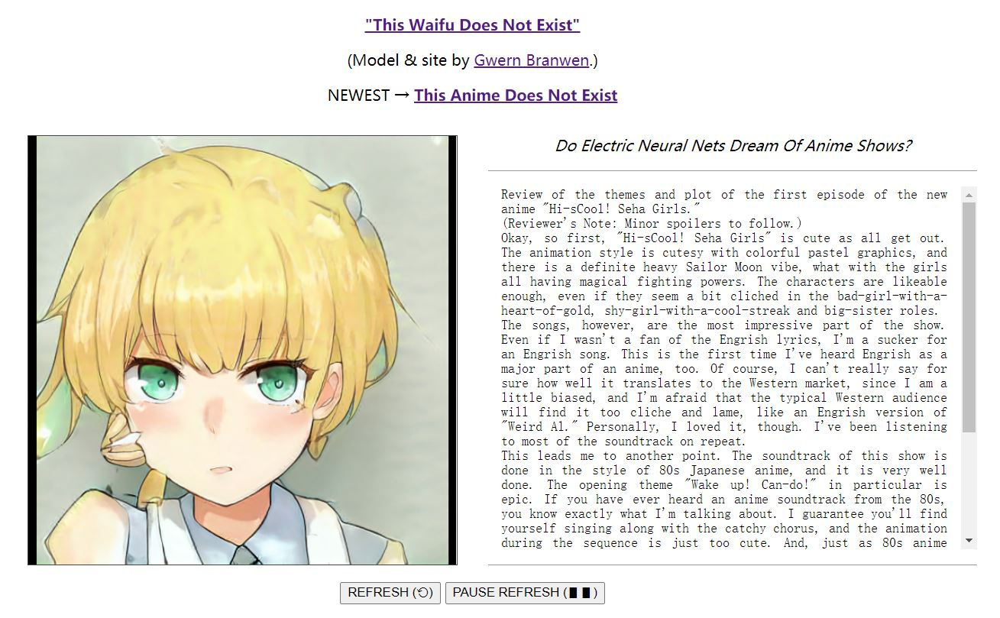 "This Waifu Does Not Exist"
(Model & site by Gwern Branwen.)
NEWEST → This Anime Does Not Exist
Do Electric Neural Nets Dream Of Anime Shows?
Review of the themes and plot of the first episode of the new
anime "Hi-sCool! Seha Girls."
(Reviewer's Note: Minor spoilers to follow.)
Okay, so first, "Hi-sCool! Seha Girls" is cute as all get out.
The animation style is cutesy with colorful pastel graphics, and
there is a definite heavy Sailor Moon vibe, what with the girls
all having magical fighting powers. The characters are likeable
enough, even if they seem a bit cliched in the bad-girl-with-a-
heart-of-gold, shy-girl-with-a-cool-streak and big-sister roles.
The songs, however, are the most impressive part of the show.
Even if I wasn't a fan of the Engrish lyrics, I'm a sucker for
an Engrish song. This is the first time I've heard Engrish as a
major part of an anime, too. Of course, I can't really say for
sure how well it translates to the Western market, since I am a
little biased, and I'm afraid that the typical Western audience
will find it too cliche and lame, like an Engrish version of
"Weird Al." Personally, I loved it, though. I've been listening
to most of the soundtrack on repeat.
This leads me to another point. The soundtrack of this show is
done in the style of 80s Japanese anime, and it is very well
done. The opening theme "Wake up! Can-do!" in particular is
epic. If you have ever heard an anime soundtrack from the 80s,
you know exactly what I'm talking about. I guarantee you'll find
yourself singing along with the catchy chorus, and the animation
during the sequence is just too cute. And, just as 80s anime
REFRESH (⟲) PAUSE REFRESH (▮▮)